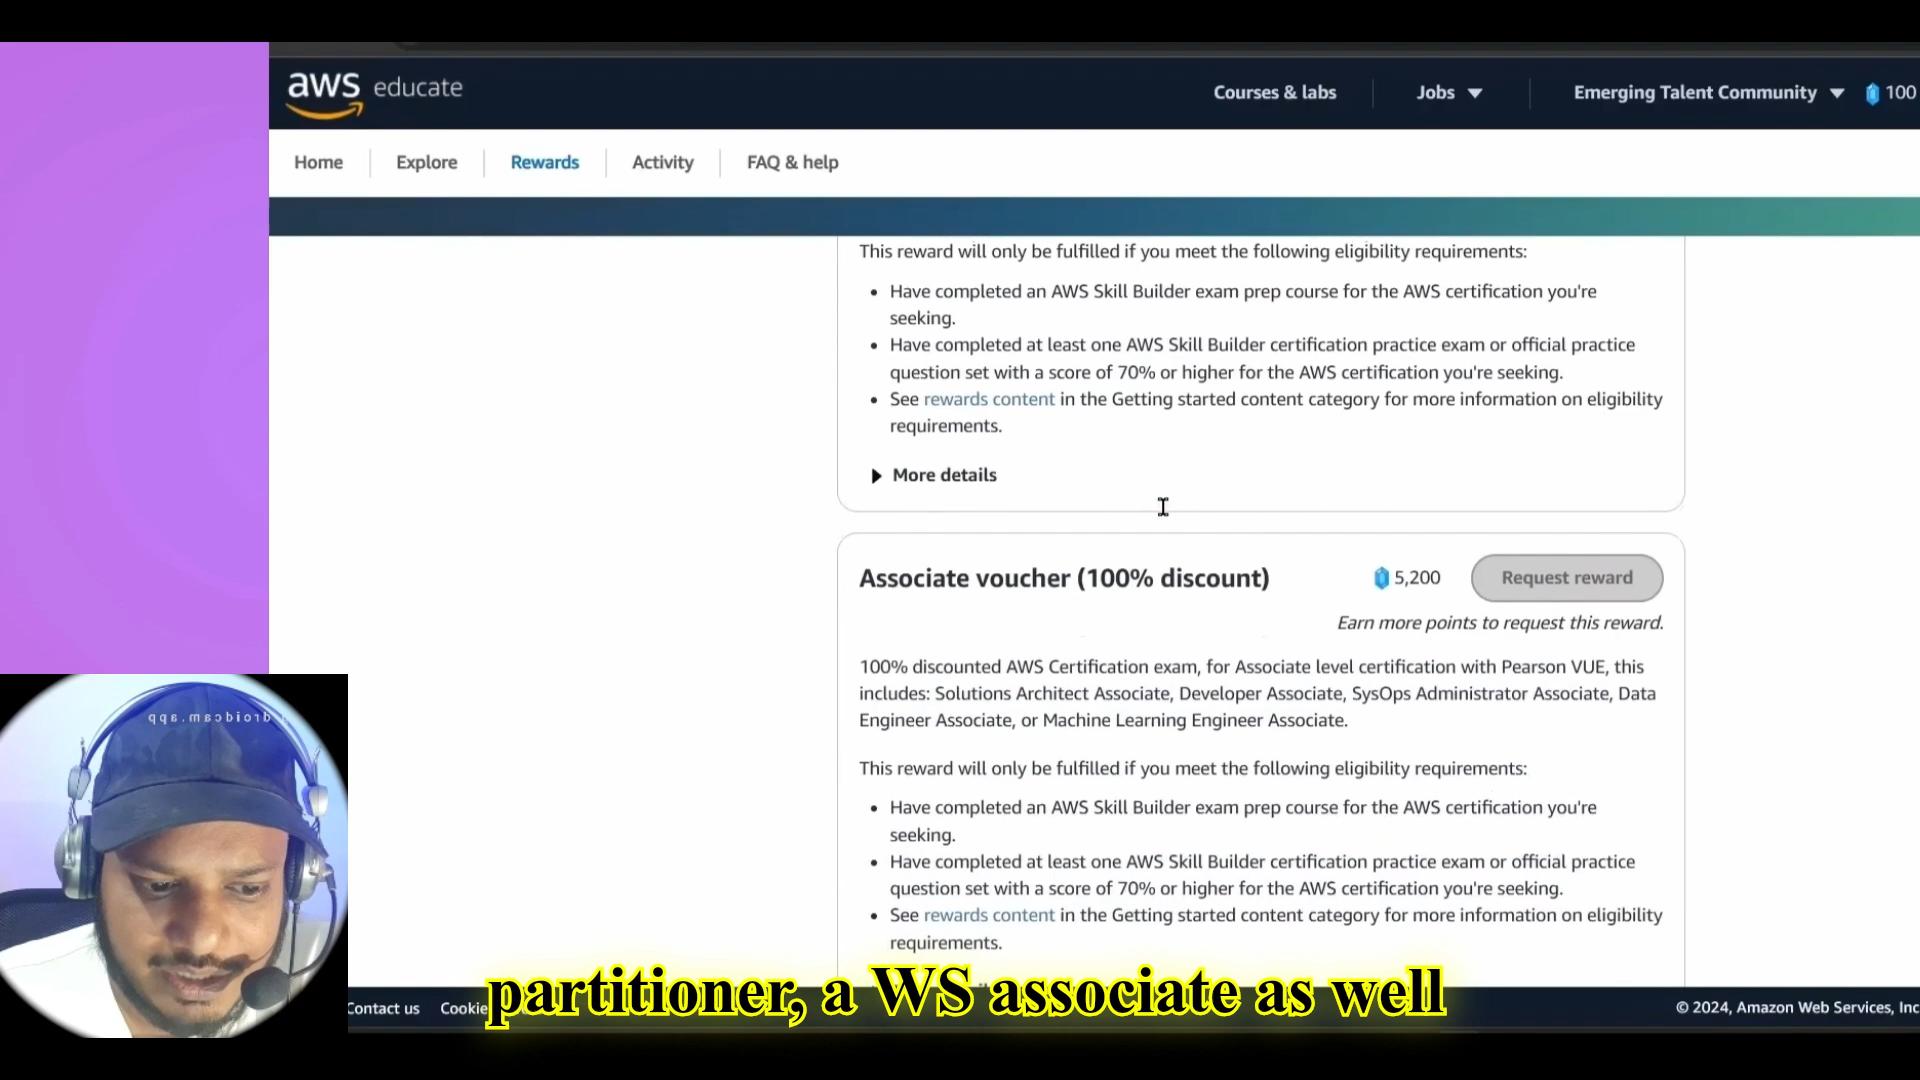 aws educate
Courses & labs
Jobs
Emerging Talent Community
100
Home
Explore
Rewards
Activity
FAQ & help
This reward will only be fulfilled if you meet the following eligibility requirements:
• Have completed an AWS Skill Builder exam prep course for the AWS certification you're
seeking.
• Have completed at least one AWS Skill Builder certification practice exam or official practice
question set with a score of 70% or higher for the AWS certification you're seeking.
• See rewards content in the Getting started content category for more information on eligibility
requirements.
More details
Associate voucher (100% discount)
5,200
Request reward
Earn more points to request this reward.
100% discounted AWS Certification exam, for Associate level certification with Pearson VUE, this
includes: Solutions Architect Associate, Developer Associate, SysOps Administrator Associate, Data
Engineer Associate, or Machine Learning Engineer Associate.
This reward will only be fulfilled if you meet the following eligibility requirements:
• Have completed an AWS Skill Builder exam prep course for the AWS certification you're
seeking.
• Have completed at least one AWS Skill Builder certification practice exam or official practice
question set with a score of 70% or higher for the AWS certification you're seeking.
• See rewards content in the Getting started content category for more information on eligibility
requirements.
droidcam.app
partitioner, a WS associate as well
Contact us
Cookie
© 2024, Amazon Web Services, Inc